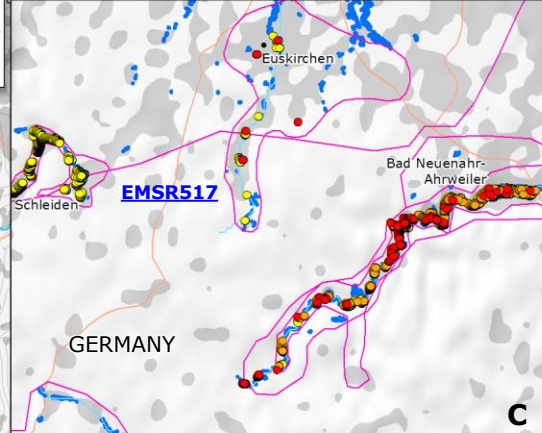 Euskirchen
Bad Neuenahr-
Ahrweiler
EMSR517
Schleiden
GERMANY
C